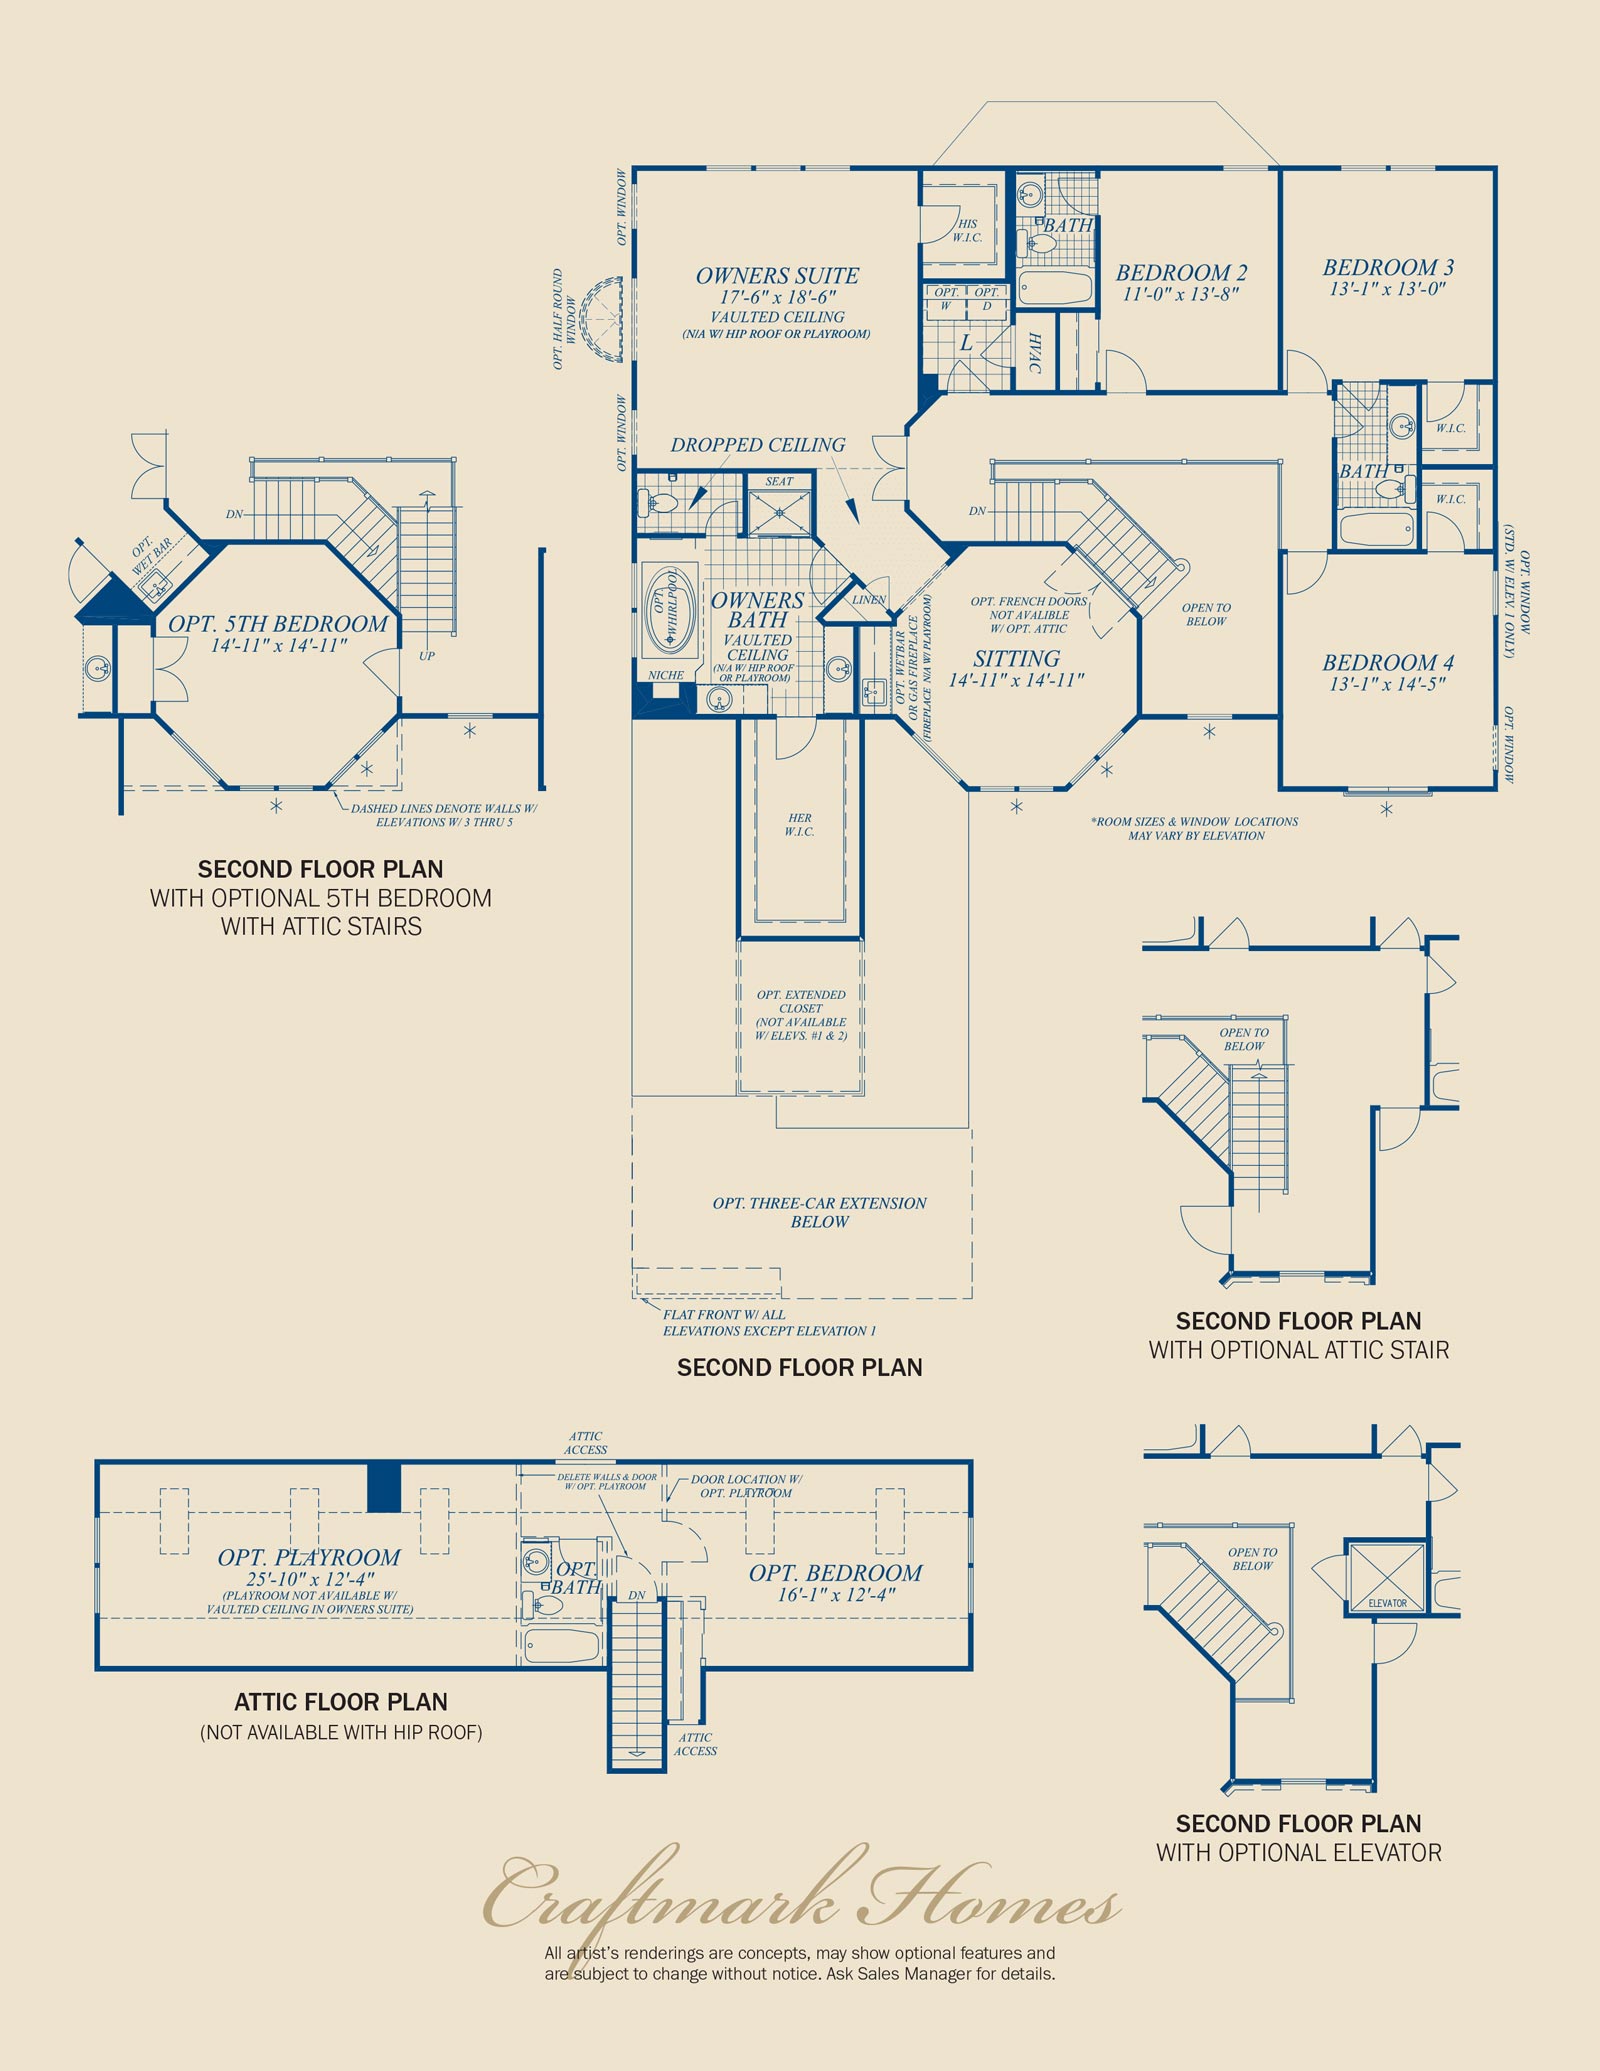 OPT. WINDOW
OPT. HALF ROUND
WINDOW
OPT. WINDOW
OWNERS SUITE
17'-6" x 18'-6"
VAULTED CEILING
(N/A W/ HIP ROOF OR PLAYROOM)
HIS
W.I.C.
BATH
OPT.
W
OPT.
D
L
HVAC
BEDROOM 2
11'-0" x 13'-8"
BEDROOM 3
13'-1" x 13'-0"
W.I.C.
BATH
W.I.C.
DROPPED CEILING
SEAT
OPT.
WHIRLPOOL
OWNERS
BATH
VAULTED
CEILING
(N/A W/ HIP ROOF
OR PLAYROOM)
NICHE
LINEN
OPT. WETBAR
OR GAS FIREPLACE
(FIREPLACE N/A W/ PLAYROOM)
DN
OPT. FRENCH DOORS
NOT AVALIBLE
W/ OPT. ATTIC
SITTING
14'-11" x 14'-11"
OPEN TO
BELOW
BEDROOM 4
13'-1" x 14'-5"
OPT. WINDOW
(STD. W/ ELEV. 1 ONLY)
OPT. WINDOW
*
*
*
*
*ROOM SIZES & WINDOW LOCATIONS
MAY VARY BY ELEVATION
HER
W.I.C.
OPT. EXTENDED
CLOSET
(NOT AVAILABLE
W/ ELEVS. #1 & 2)
OPT. THREE-CAR EXTENSION
BELOW
FLAT FRONT W/ ALL
ELEVATIONS EXCEPT ELEVATION 1
SECOND FLOOR PLAN
DN
OPT.
WET BAR
OPT. 5TH BEDROOM
14'-11" x 14'-11"
UP
*
*
*
DASHED LINES DENOTE WALLS W/
ELEVATIONS W/ 3 THRU 5
SECOND FLOOR PLAN
WITH OPTIONAL 5TH BEDROOM
WITH ATTIC STAIRS
OPEN TO
BELOW
SECOND FLOOR PLAN
WITH OPTIONAL ATTIC STAIR
ATTIC
ACCESS
DELETE WALLS & DOOR
W/ OPT. PLAYROOM
DOOR LOCATION W/
OPT. PLAYROOM
OPT. PLAYROOM
25'-10" x 12'-4"
(PLAYROOM NOT AVAILABLE W/
VAULTED CEILING IN OWNERS SUITE)
OPT.
BATH
DN
OPT. BEDROOM
16'-1" x 12'-4"
ATTIC
ACCESS
ATTIC FLOOR PLAN
(NOT AVAILABLE WITH HIP ROOF)
OPEN TO
BELOW
ELEVATOR
SECOND FLOOR PLAN
WITH OPTIONAL ELEVATOR
Craftmark Homes
All artist's renderings are concepts, may show optional features and
are subject to change without notice. Ask Sales Manager for details.